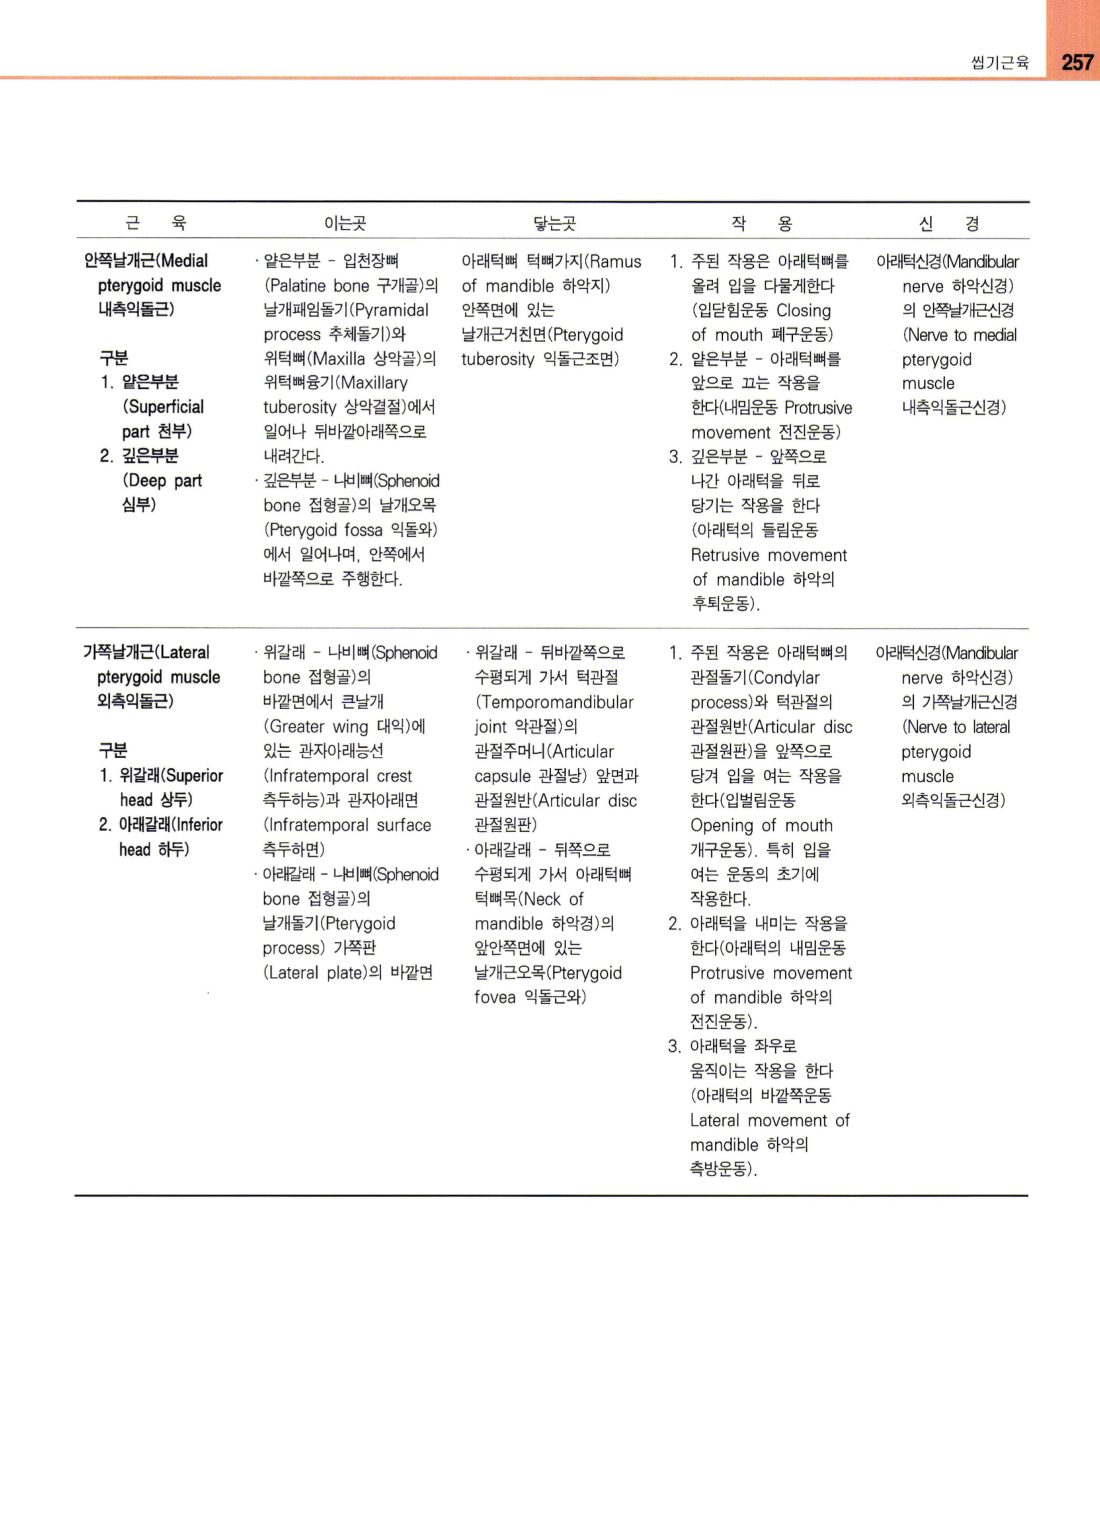 씹기근육 257
근 육
이는곳
닿는곳
작 용
신 경
안쪽날개근(Medial
pterygoid muscle
내측익돌근)
구분
1. 얕은부분
(Superficial
part 천부)
2. 깊은부분
(Deep part
심부)
· 얕은부분 - 입천장뼈
(Palatine bone 구개골)의
날개패임돌기(Pyramidal
process 추체돌기)와
위턱뼈(Maxilla 상악골)의
위턱뼈융기(Maxillary
tuberosity 상악결절)에서
일어나 뒤바깥아래쪽으로
내려간다.
· 깊은부분 - 나비뼈(Sphenoid
bone 접형골)의 날개오목
(Pterygoid fossa 익돌와)
에서 일어나며, 안쪽에서
바깥쪽으로 주행한다.
아래턱뼈 턱뼈가지(Ramus
of mandible 하악지)
안쪽면에 있는
날개근거친면(Pterygoid
tuberosity 익돌근조면)
1. 주된 작용은 아래턱뼈를
올려 입을 다물게한다
(입닫힘운동 Closing
of mouth 폐구운동)
2. 얕은부분 - 아래턱뼈를
앞으로 끄는 작용을
한다(내밈운동 Protrusive
movement 전진운동)
3. 깊은부분 - 앞쪽으로
나간 아래턱을 뒤로
당기는 작용을 한다
(아래턱의 들림운동
Retrusive movement
of mandible 하악의
후퇴운동).
아래턱신경(Mandibular
nerve 하악신경)
의 안쪽날개근신경
(Nerve to medial
pterygoid
muscle
내측익돌근신경)
가쪽날개근(Lateral
pterygoid muscle
외측익돌근)
구분
1. 위갈래(Superior
head 상두)
2. 아래갈래(Inferior
head 하두)
· 위갈래 - 나비뼈(Sphenoid
bone 접형골)의
바깥면에서 큰날개
(Greater wing 대익)에
있는 관자아래능선
(Infratemporal crest
측두하능)과 관자아래면
(Infratemporal surface
측두하면)
· 아래갈래 - 나비뼈(Sphenoid
bone 접형골)의
날개돌기(Pterygoid
process) 가쪽판
(Lateral plate)의 바깥면
· 위갈래 - 뒤바깥쪽으로
수평되게 가서 턱관절
(Temporomandibular
joint 악관절)의
관절주머니(Articular
capsule 관절낭) 앞면과
관절원반(Articular disc
관절원판)
· 아래갈래 - 뒤쪽으로
수평되게 가서 아래턱뼈
턱뼈목(Neck of
mandible 하악경)의
앞안쪽면에 있는
날개근오목(Pterygoid
fovea 익돌근와)
1. 주된 작용은 아래턱뼈의
관절돌기(Condylar
process)와 턱관절의
관절원반(Articular disc
관절원판)을 앞쪽으로
당겨 입을 여는 작용을
한다(입벌림운동
Opening of mouth
개구운동). 특히 입을
여는 운동의 초기에
작용한다.
2. 아래턱을 내미는 작용을
한다(아래턱의 내밈운동
Protrusive movement
of mandible 하악의
전진운동).
3. 아래턱을 좌우로
움직이는 작용을 한다
(아래턱의 바깥쪽운동
Lateral movement of
mandible 하악의
측방운동).
아래턱신경(Mandibular
nerve 하악신경)
의 가쪽날개근신경
(Nerve to lateral
pterygoid
muscle
외측익돌근신경)